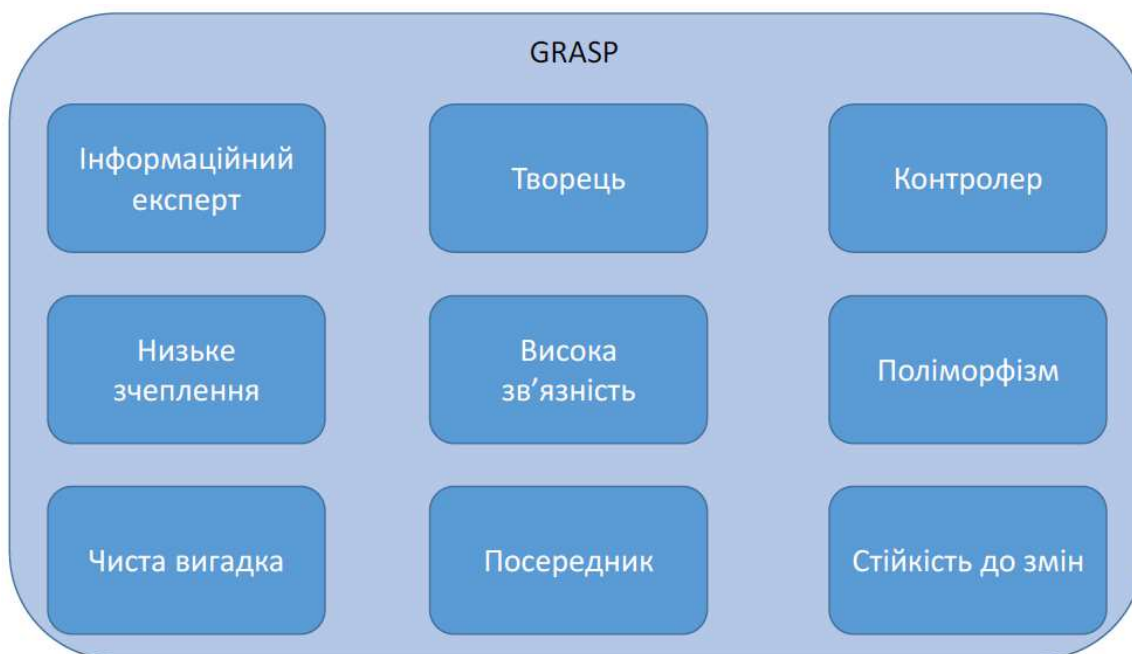 GRASP
Інформаційний
експерт
Творець
Контролер
Низьке
зчеплення
Висока
зв’язність
Поліморфізм
Чиста вигадка
Посередник
Стійкість до змін